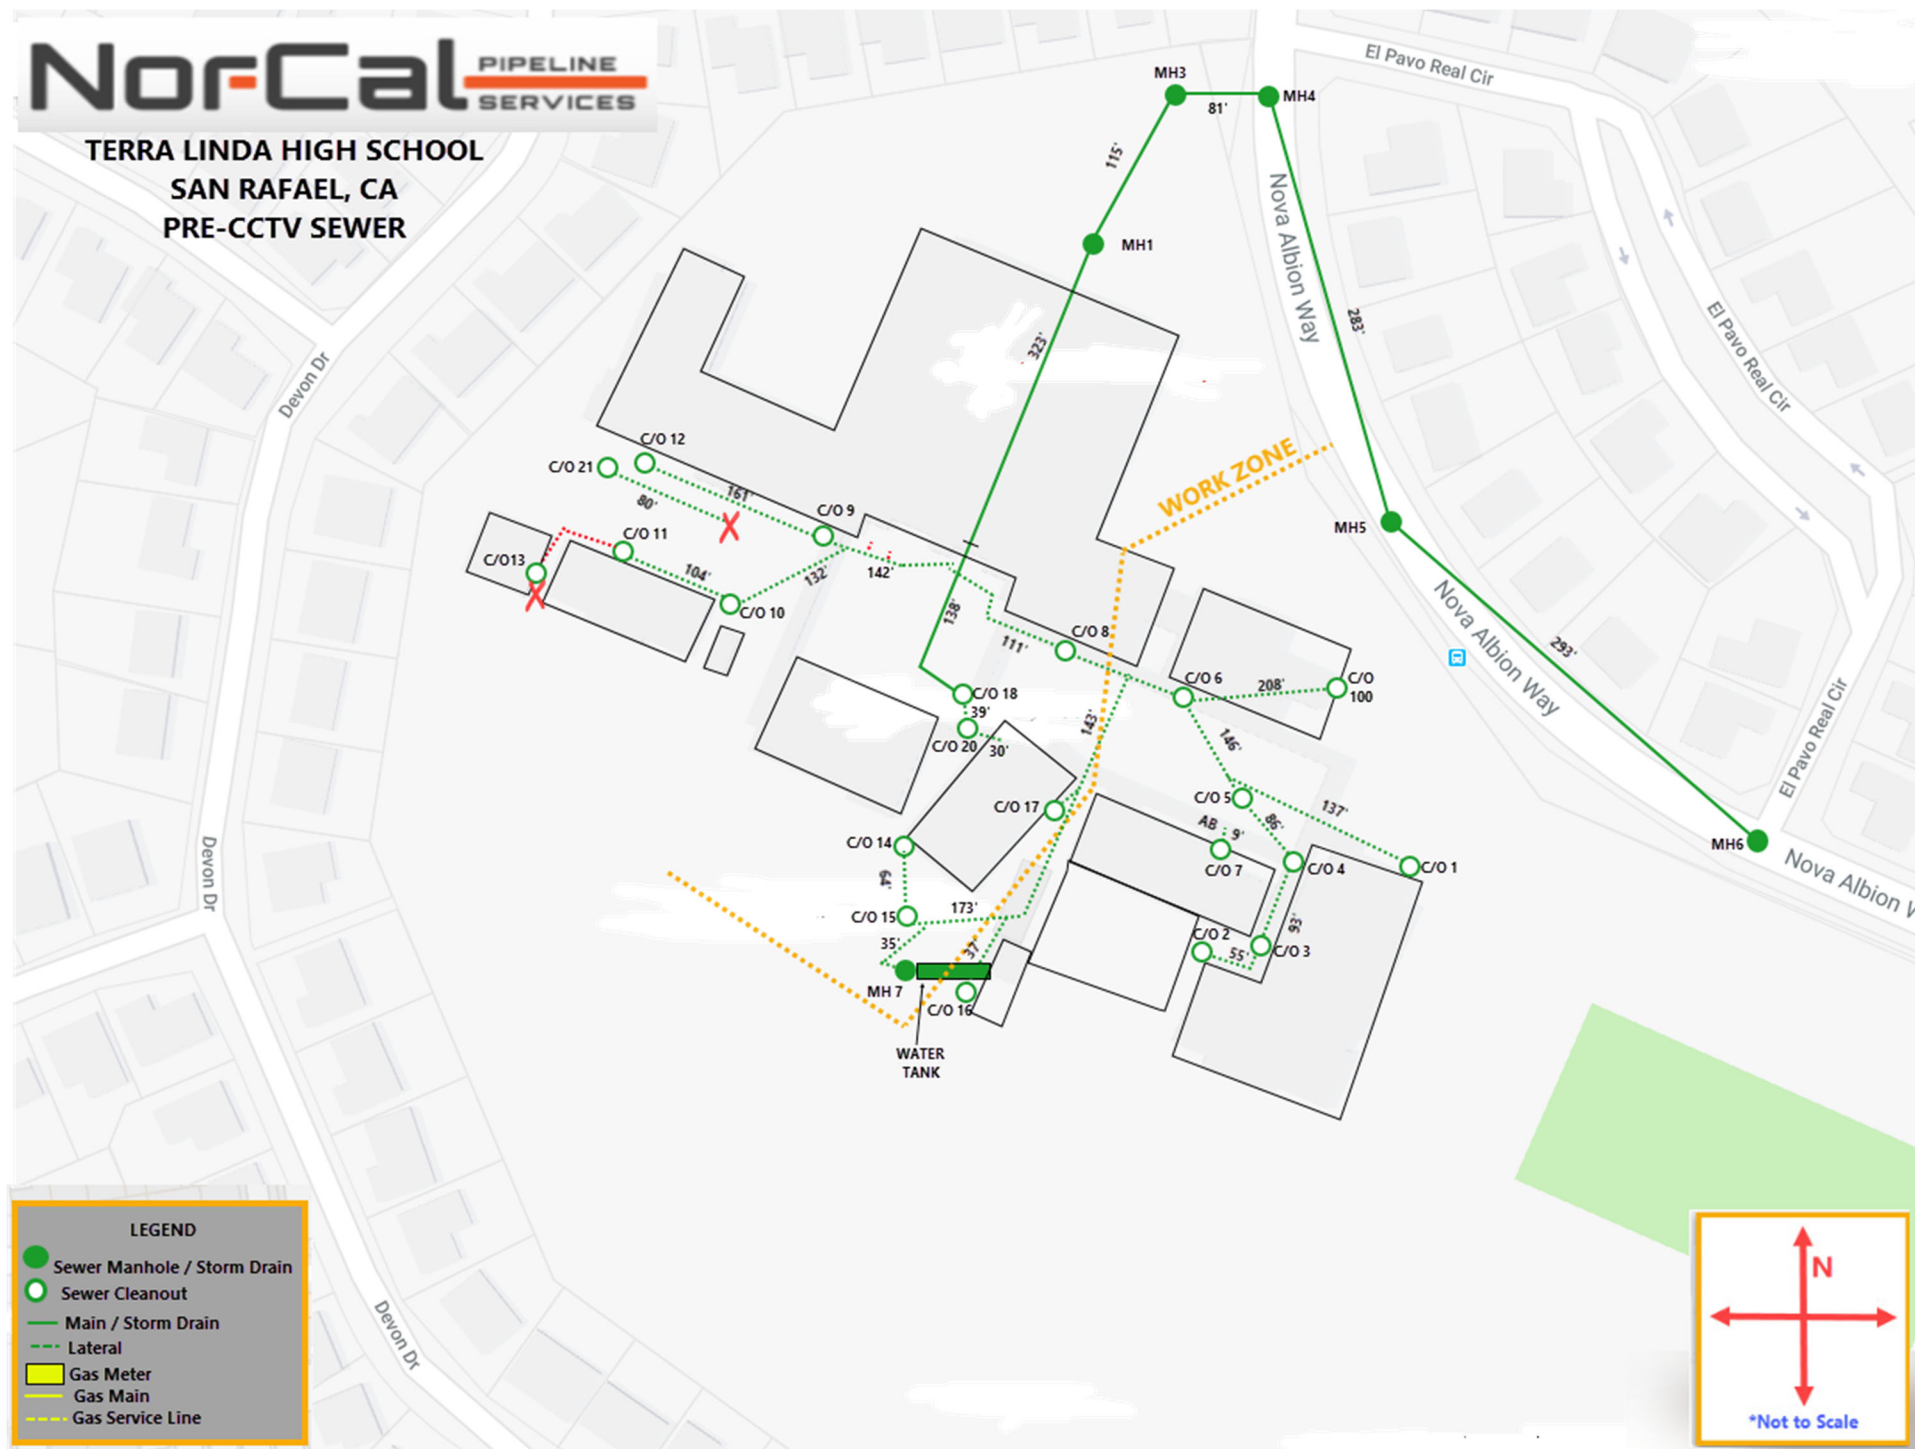 NorCal PIPELINE SERVICES
TERRA LINDA HIGH SCHOOL
SAN RAFAEL, CA
PRE-CCTV SEWER
El Pavo Real Cir
MH3
81'
MH4
115'
MH1
Nova Albion Way
283'
El Pavo Real Cir
323'
Devon Dr
C/O 12
C/O 21
161'
80'
WORK ZONE
C/O 9
MH5
C/O 11
C/O13
104'
132'
142'
C/O 10
138'
Nova Albion Way
293'
C/O 8
111'
C/O 6
208'
C/O
100
C/O 18
39'
143'
146'
C/O 20
30'
El Pavo Real Cir
C/O 17
C/O 5
137'
AB
9'
86'
C/O 14
MH6
C/O 7
C/O 4
C/O 1
Nova Albion W
Devon Dr
64'
C/O 15
173'
93'
C/O 2
35'
37'
55'
C/O 3
MH 7
C/O 16
WATER
TANK
Devon Dr
LEGEND
Sewer Manhole / Storm Drain
Sewer Cleanout
Main / Storm Drain
Lateral
Gas Meter
Gas Main
Gas Service Line
N
*Not to Scale